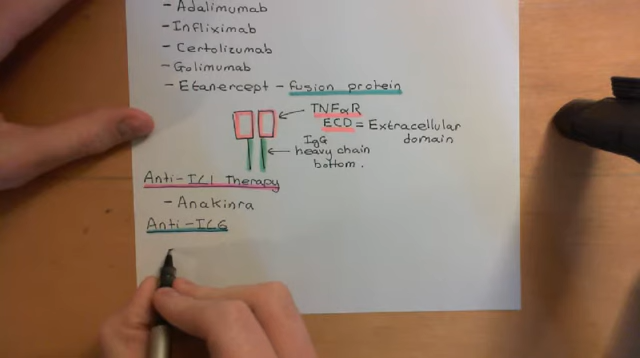 - Adalimumab
- Infliximab
- Certolizumab
- Golimumab
- Etanercept - fusion protein
TNFαR
ECD = Extracellular domain
IgG heavy chain bottom.
Anti-IL1 Therapy
- Anakinra
Anti-IL6